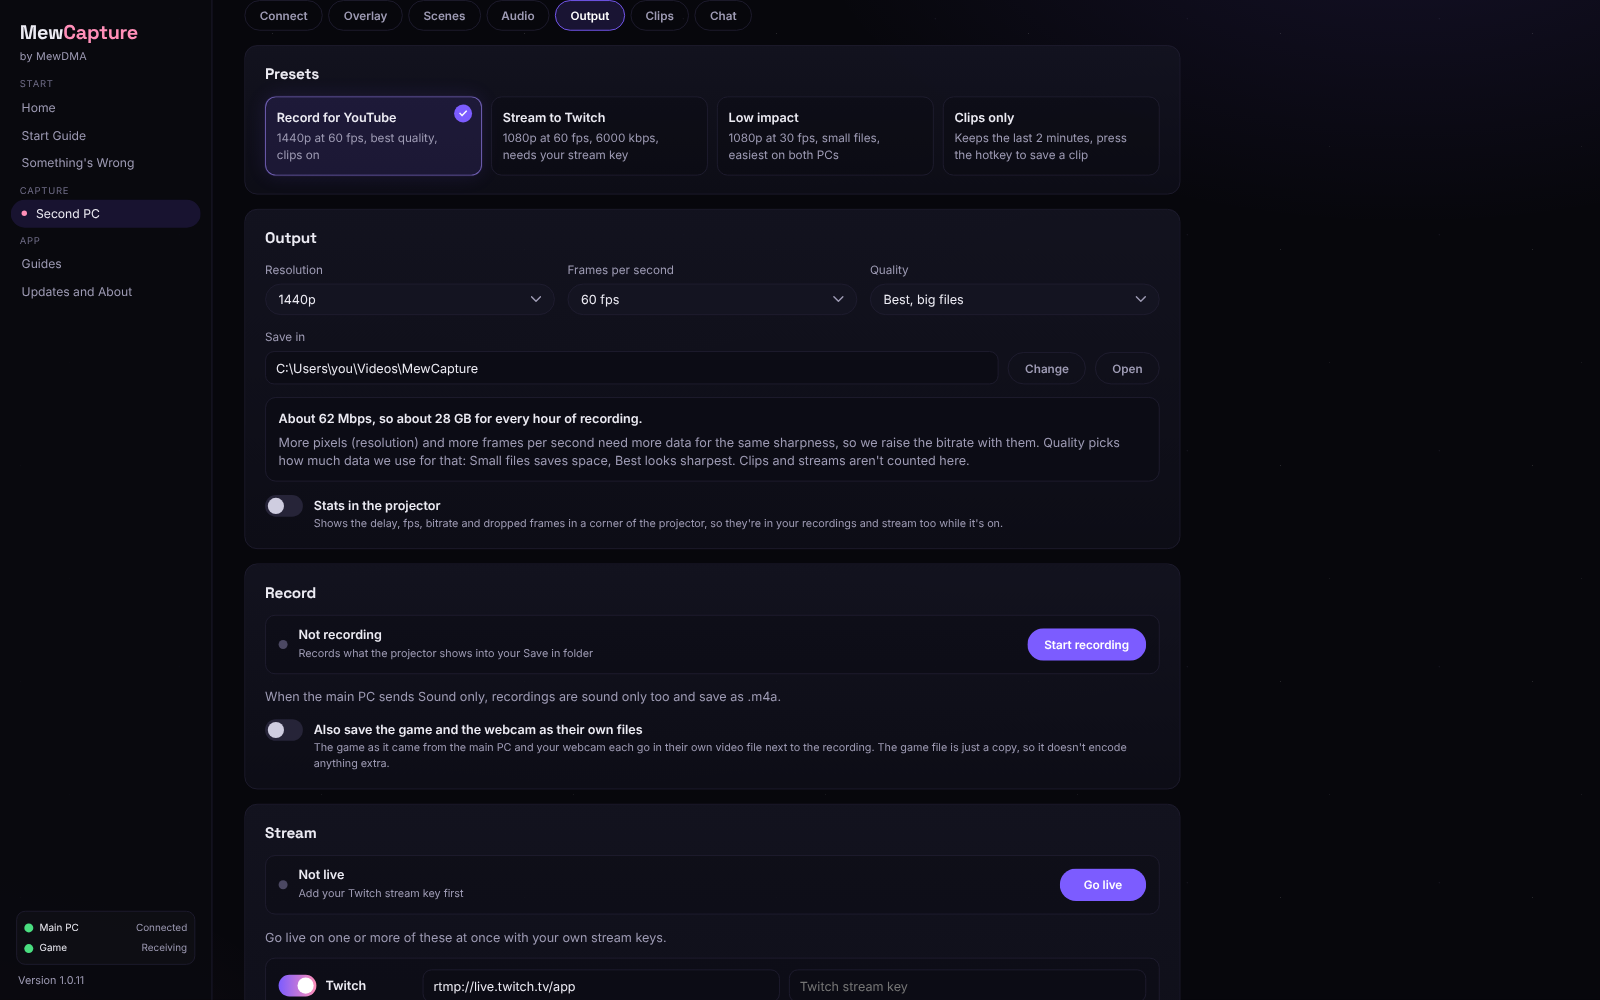 MewCapture
by MewDMA
START
Home
Start Guide
Something's Wrong
CAPTURE
Second PC
APP
Guides
Updates and About
Main PC Connected
Game Receiving
Version 1.0.11
Connect Overlay Scenes Audio Output Clips Chat
Presets
Record for YouTube
1440p at 60 fps, best quality,
clips on
Stream to Twitch
1080p at 60 fps, 6000 kbps,
needs your stream key
Low impact
1080p at 30 fps, small files,
easiest on both PCs
Clips only
Keeps the last 2 minutes, press
the hotkey to save a clip
Output
Resolution Frames per second Quality
1440p 60 fps Best, big files
Save in
C:\Users\you\Videos\MewCapture Change Open
About 62 Mbps, so about 28 GB for every hour of recording.
More pixels (resolution) and more frames per second need more data for the same sharpness, so we raise the bitrate with them. Quality picks
how much data we use for that: Small files saves space, Best looks sharpest. Clips and streams aren't counted here.
Stats in the projector
Shows the delay, fps, bitrate and dropped frames in a corner of the projector, so they're in your recordings and stream too while it's on.
Record
Not recording
Records what the projector shows into your Save in folder
Start recording
When the main PC sends Sound only, recordings are sound only too and save as .m4a.
Also save the game and the webcam as their own files
The game as it came from the main PC and your webcam each go in their own video file next to the recording. The game file is just a copy, so it doesn't encode
anything extra.
Stream
Not live
Add your Twitch stream key first
Go live
Go live on one or more of these at once with your own stream keys.
Twitch rtmp://live.twitch.tv/app Twitch stream key